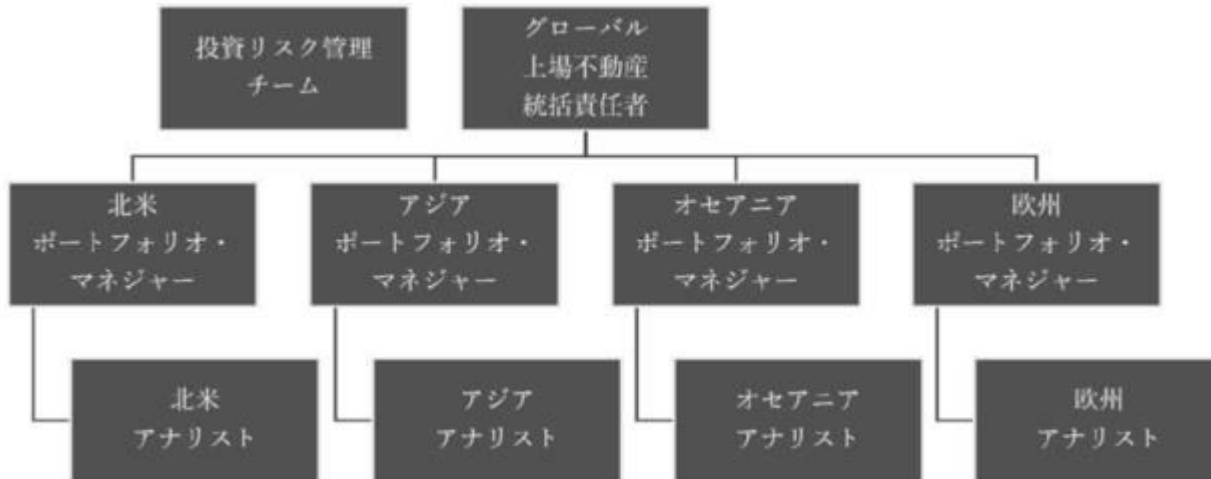 投資リスク管理
チーム
グローバル
上場不動産
統括責任者
北米
ポートフォリオ・
マネジャー
アジア
ポートフォリオ・
マネジャー
オセアニア
ポートフォリオ・
マネジャー
欧州
ポートフォリオ・
マネジャー
北米
アナリスト
アジア
アナリスト
オセアニア
アナリスト
欧州
アナリスト